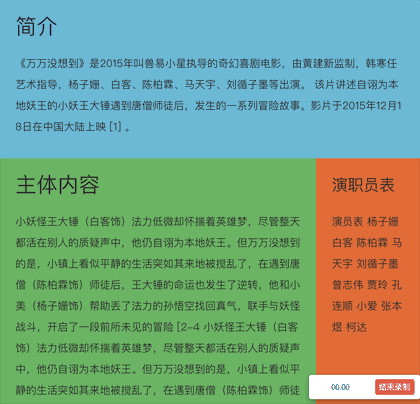 简介
《万万没想到》是2015年叫兽易小星执导的奇幻喜剧电影，由黄建新监制，韩寒任
艺术指导，杨子姗、白客、陈柏霖、马天宇、刘循子墨等出演。 该片讲述自诩为本
地妖王的小妖王大锤遇到唐僧师徒后，发生的一系列冒险故事。影片于2015年12月1
8日在中国大陆上映 [1] 。
主体内容
小妖怪王大锤（白客饰）法力低微却怀揣着英雄梦，尽管整天
都活在别人的质疑声中，他仍自诩为本地妖王。但万万没想到
的是，小镇上看似平静的生活突如其来地被搅乱了，在遇到唐
僧（陈柏霖饰）师徒后，王大锤的命运也发生了逆转，他和小
美（杨子姗饰）帮助丢了法力的孙悟空找回真气，联手与妖怪
战斗，开启了一段前所未见的冒险 [2-4 小妖怪王大锤（白客
饰）法力低微却怀揣着英雄梦，尽管整天都活在别人的质疑声
中，他仍自诩为本地妖王。但万万没想到的是，小镇上看似平
静的生活突如其来地被搅乱了，在遇到唐僧（陈柏霖饰）师徒
演职员表
演员表 杨子姗
白客 陈柏霖 马
天宇 刘循子墨
曾志伟 贾玲 孔
连顺 小爱 张本
煜 柯达
00:00
结束录制